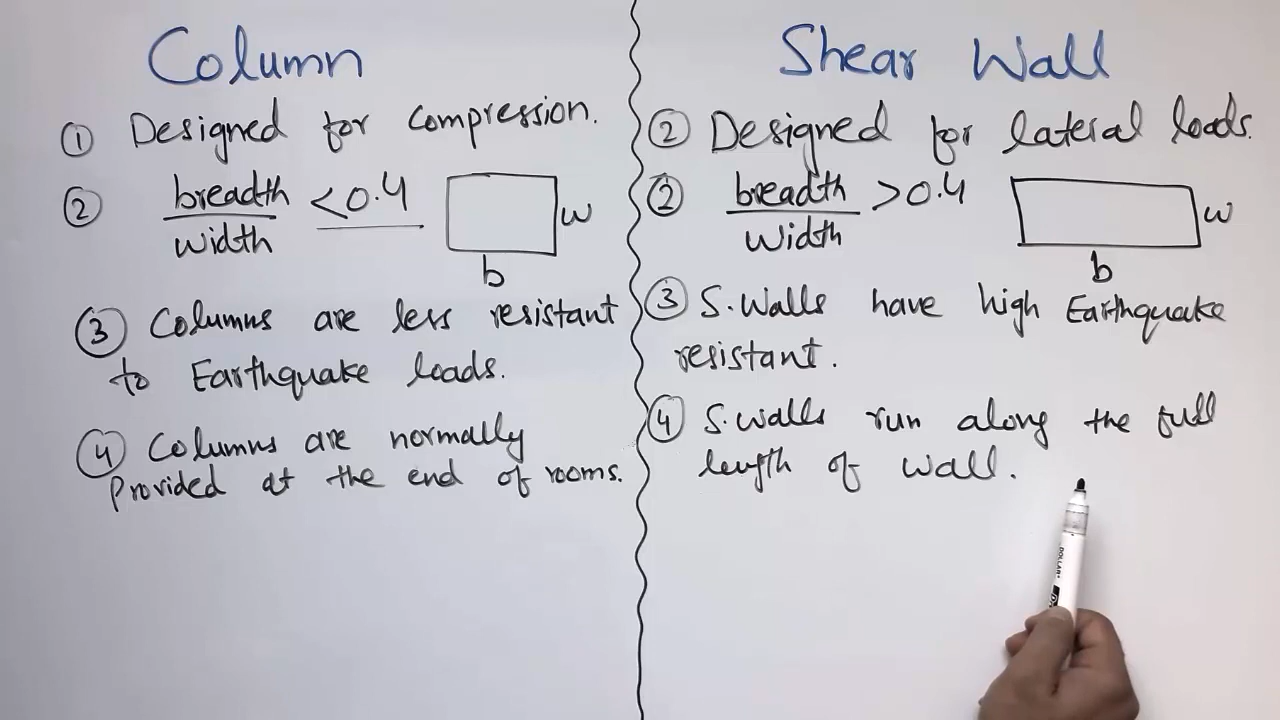 Column
① Designed for compression.
② breadth / width < 0.4
w
b
③ Columns are less resistant
to Earthquake loads.
④ Columns are normally
Provided at the end of rooms.
Shear Wall
② Designed for lateral loads.
② breadth / width > 0.4
w
b
③ S.Walls have high Earthquake
resistant.
④ S.walls run along the full
length of wall.
DOLLAR